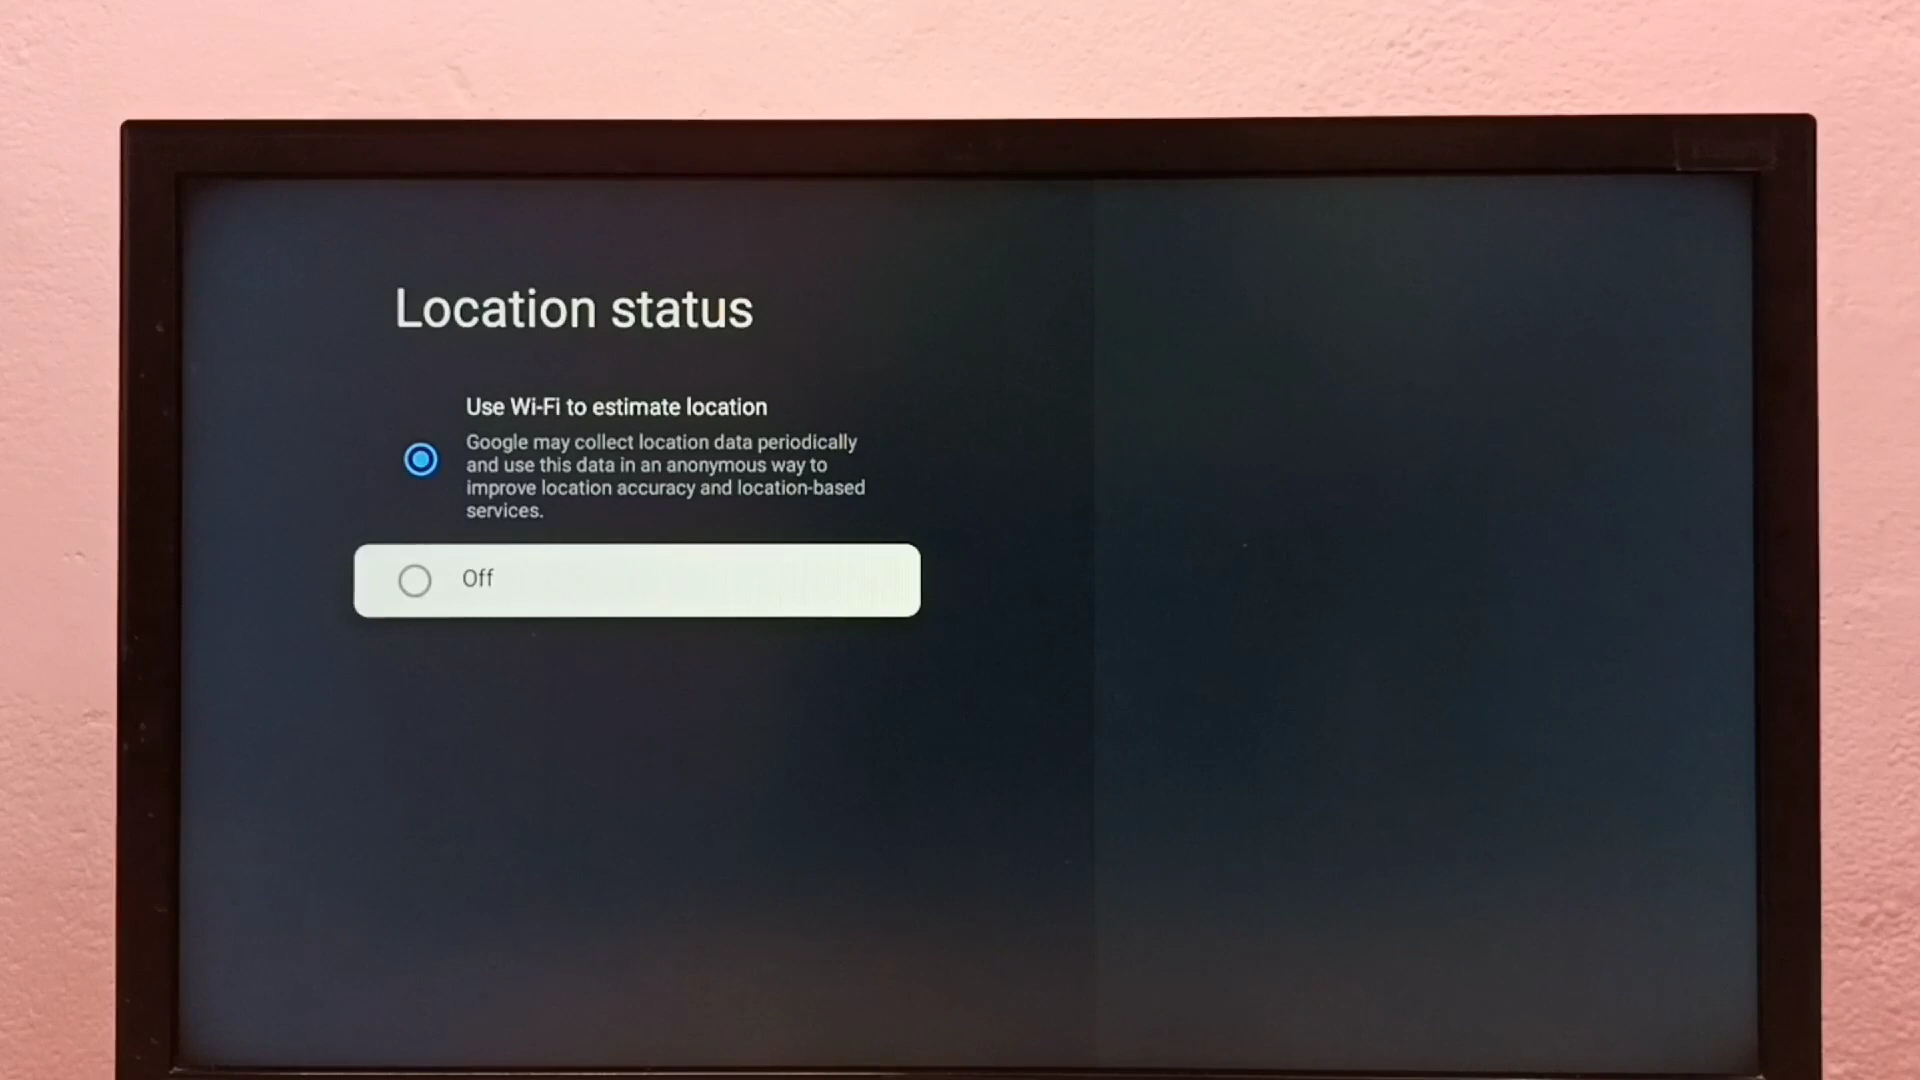 Location status
Use Wi-Fi to estimate location
Google may collect location data periodically
and use this data in an anonymous way to
improve location accuracy and location-based
services.
Off